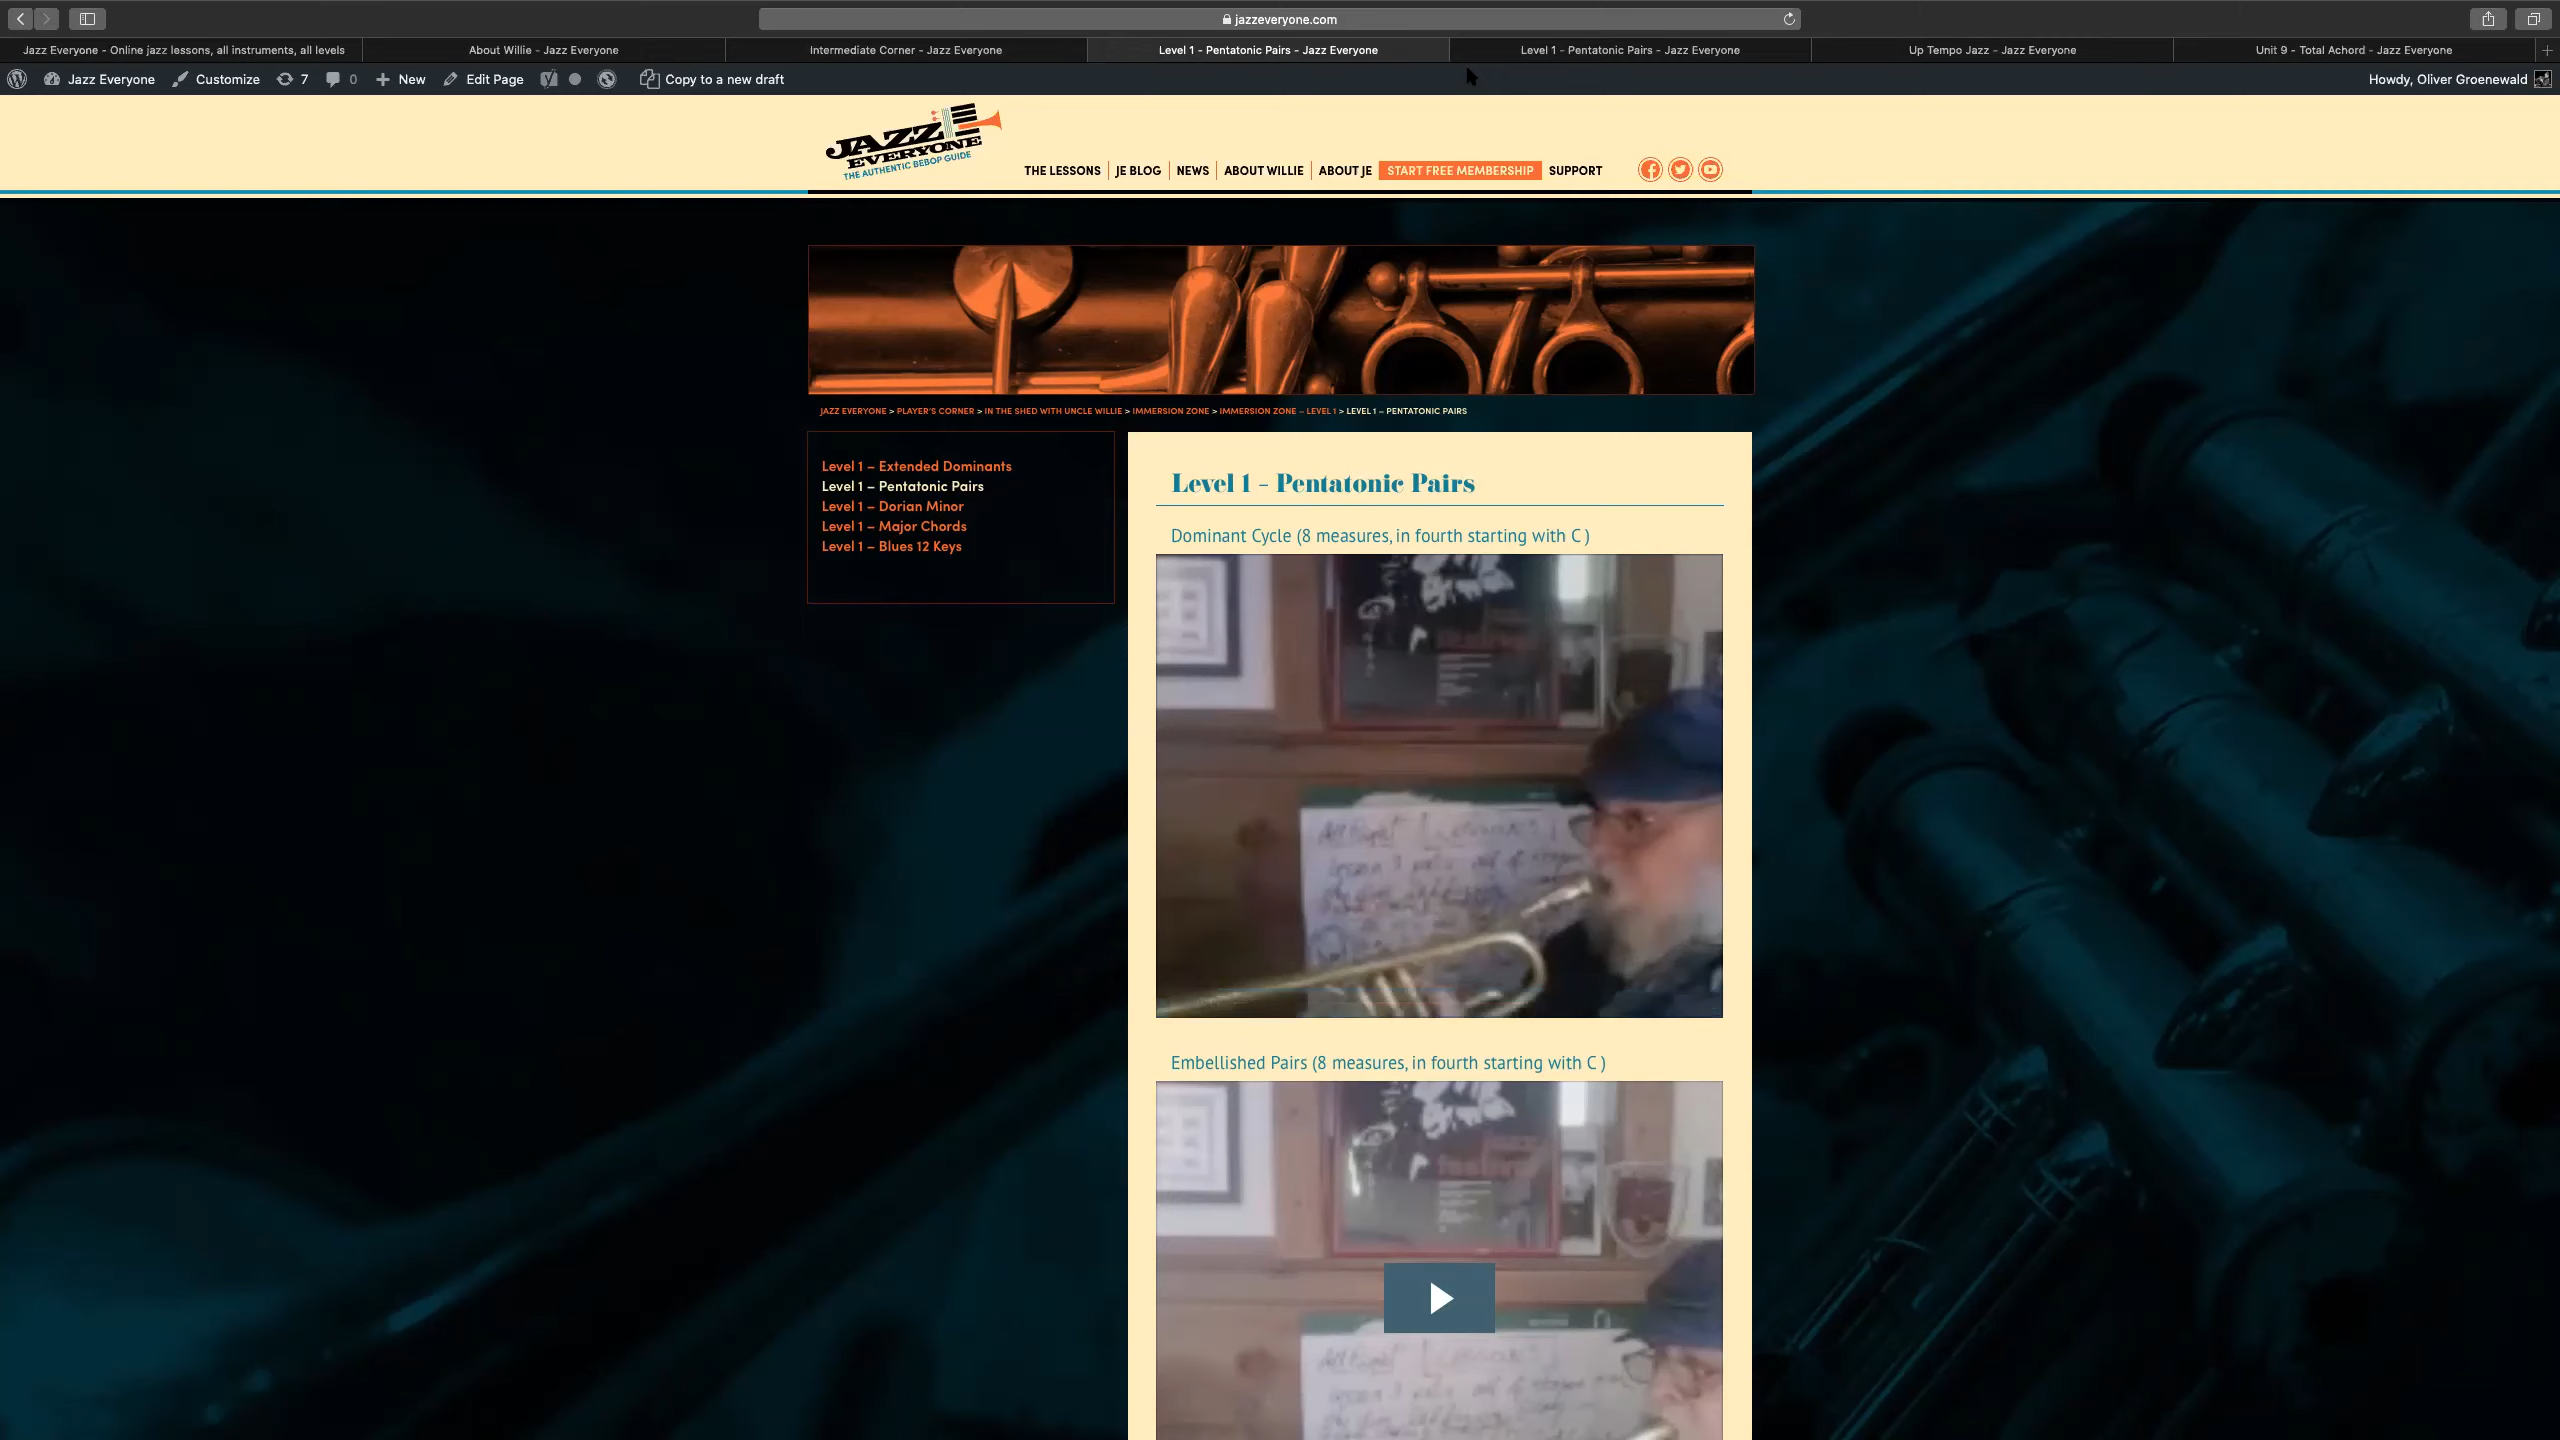 jazzeveryone.com
Jazz Everyone - Online jazz lessons, all instruments, all levels
About Willie - Jazz Everyone
Intermediate Corner - Jazz Everyone
Level 1 - Pentatonic Pairs - Jazz Everyone
Level 1 - Pentatonic Pairs - Jazz Everyone
Up Tempo Jazz - Jazz Everyone
Unit 9 - Total Achord - Jazz Everyone
Jazz Everyone
Customize
7
0
New
Edit Page
Copy to a new draft
Howdy, Oliver Groenewald
JAZZ
EVERYONE
THE AUTHENTIC BEBOP GUIDE
THE LESSONS
JE BLOG
NEWS
ABOUT WILLIE
ABOUT JE
START FREE MEMBERSHIP
SUPPORT
JAZZ EVERYONE > PLAYER'S CORNER > IN THE SHED WITH UNCLE WILLIE > IMMERSION ZONE > IMMERSION ZONE – LEVEL 1 > LEVEL 1 – PENTATONIC PAIRS
Level 1 – Extended Dominants
Level 1 – Pentatonic Pairs
Level 1 – Dorian Minor
Level 1 – Major Chords
Level 1 – Blues 12 Keys
Level 1 – Pentatonic Pairs
Dominant Cycle (8 measures, in fourth starting with C )
Embellished Pairs (8 measures, in fourth starting with C )